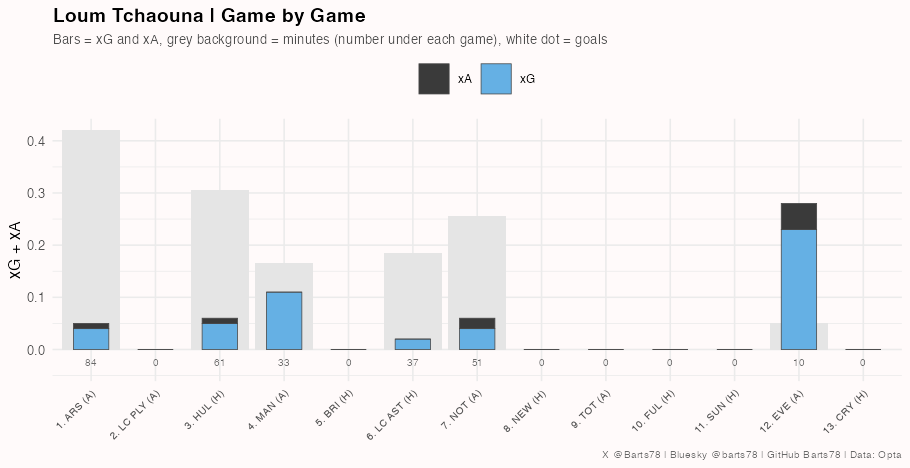 Loum Tchaouna | Game by Game
Bars = xG and xA, grey background = minutes (number under each game), white dot = goals
xA xG
xG + xA
0.4
0.3
0.2
0.1
0.0
84 0 61 33 0 37 51 0 0 0 0 10 0
1. ARS (A)
2. LC PLY (A)
3. HUL (H)
4. MAN (A)
5. BRI (H)
6. LC AST (H)
7. NOT (A)
8. NEW (H)
9. TOT (A)
10. FUL (H)
11. SUN (H)
12. EVE (A)
13. CRY (H)
X @Barts78 | Bluesky @barts78 | GitHub Barts78 | Data: Opta